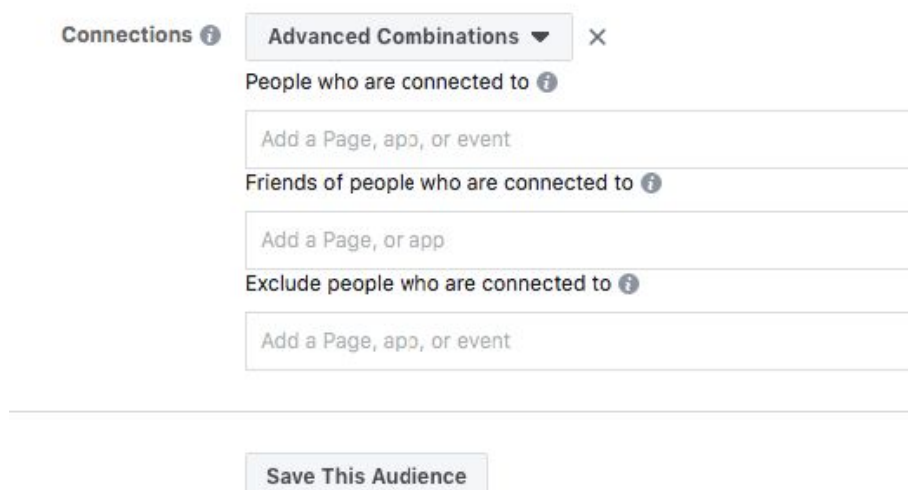 Connections
Advanced Combinations
People who are connected to
Add a Page, app, or event
Friends of people who are connected to
Add a Page, or app
Exclude people who are connected to
Add a Page, app, or event
Save This Audience